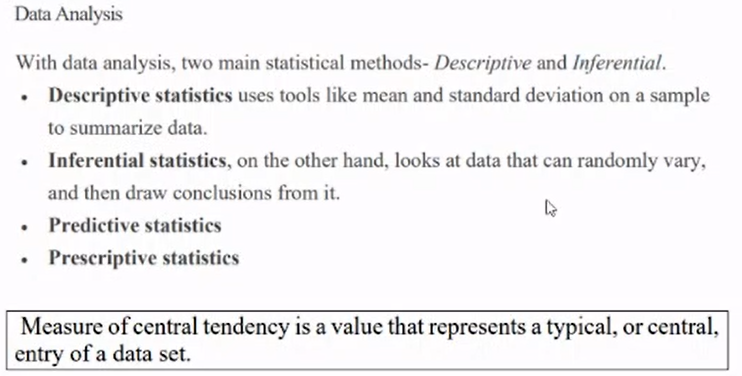 Data Analysis
With data analysis, two main statistical methods- Descriptive and Inferential.
• Descriptive statistics uses tools like mean and standard deviation on a sample
to summarize data.
• Inferential statistics, on the other hand, looks at data that can randomly vary,
and then draw conclusions from it.
• Predictive statistics
• Prescriptive statistics
Measure of central tendency is a value that represents a typical, or central,
entry of a data set.